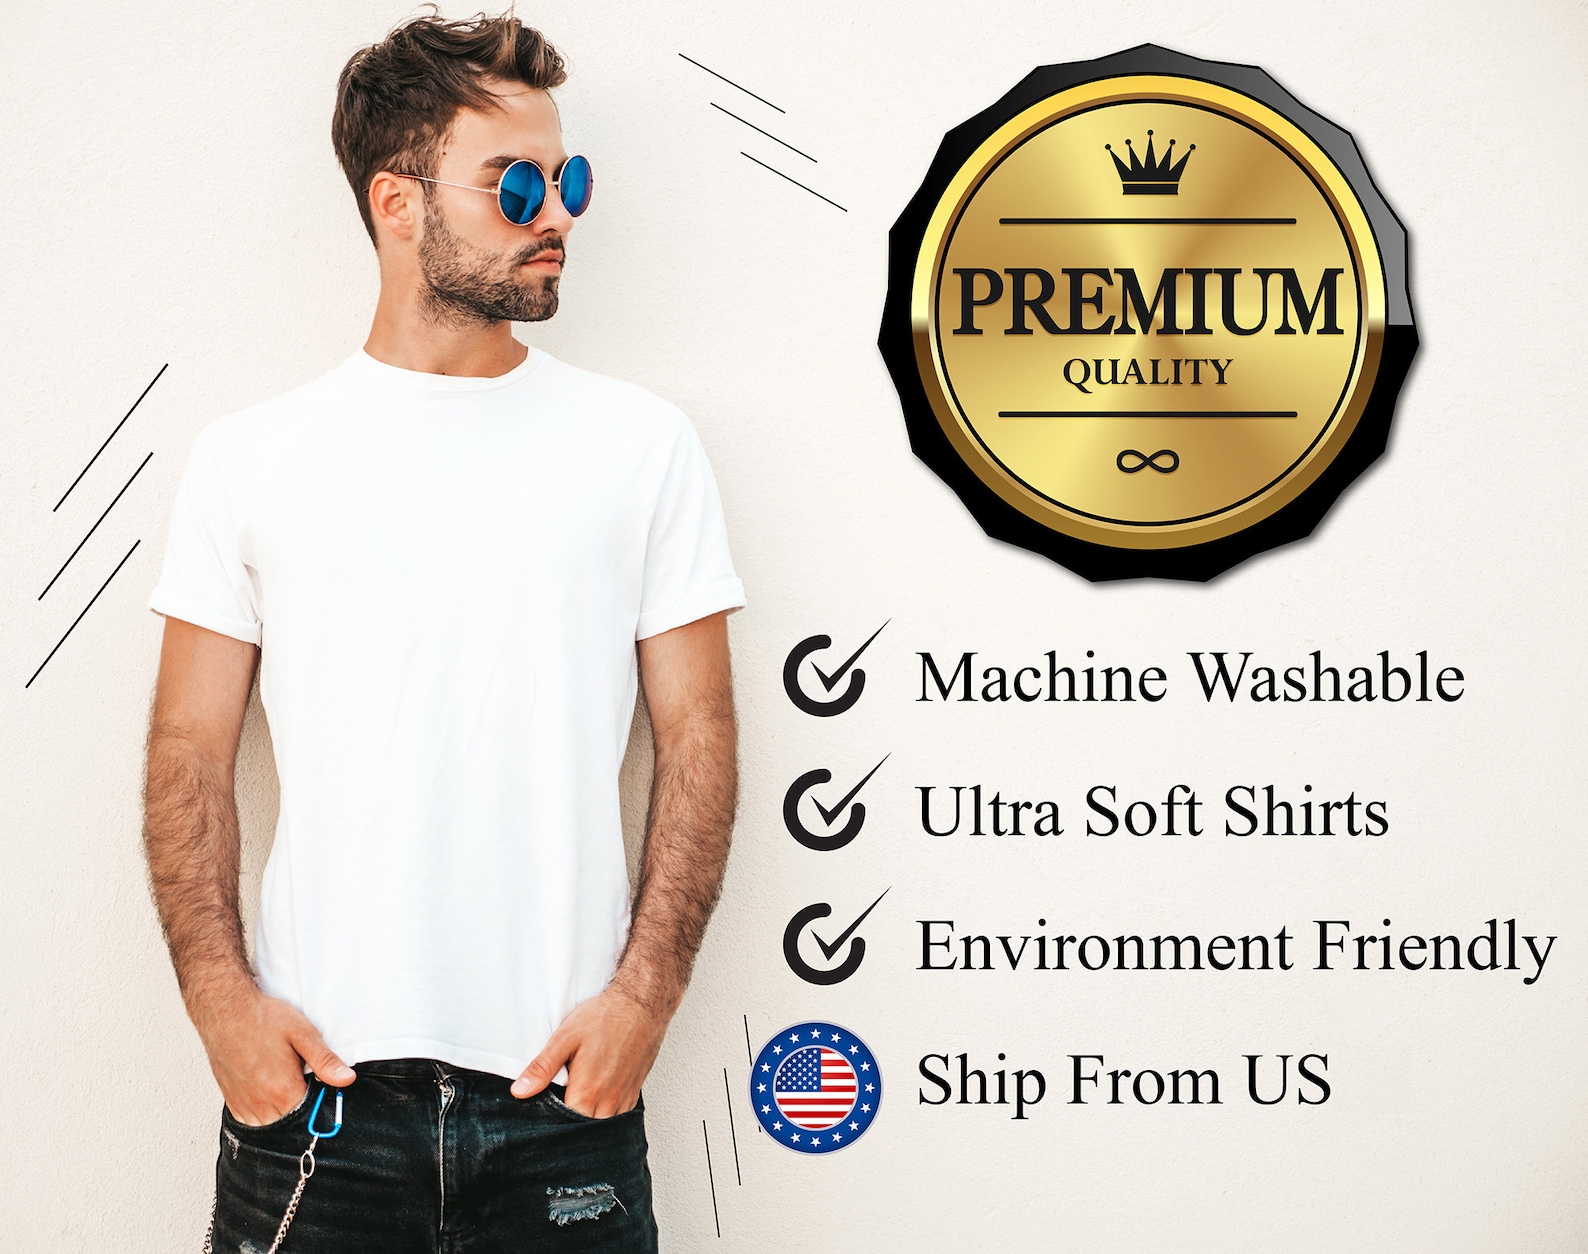 PREMIUM
QUALITY
Machine Washable
Ultra Soft Shirts
Environment Friendly
Ship From US